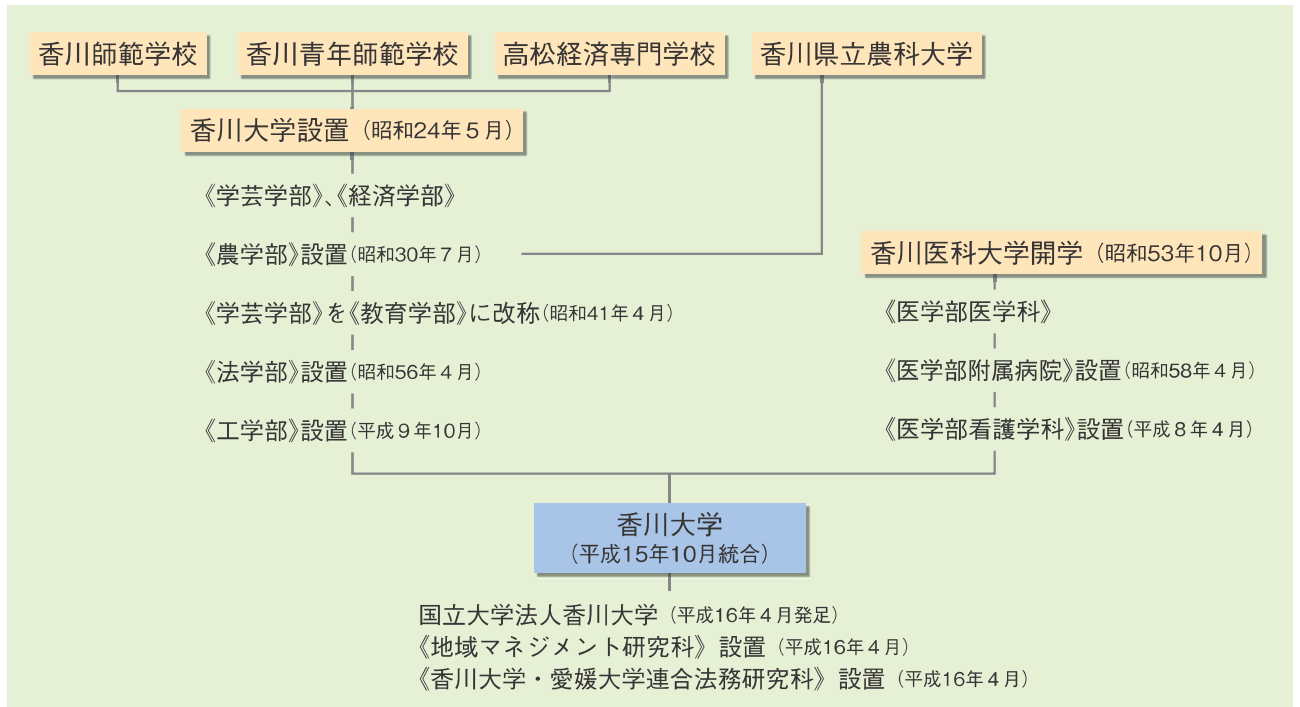 香川師範学校
香川青年師範学校
高松経済専門学校
香川県立農科大学
香川大学設置（昭和24年５月）
《学芸学部》、《経済学部》
《農学部》設置（昭和30年７月）
香川医科大学開学（昭和53年10月）
《学芸学部》を《教育学部》に改称（昭和41年４月）
《医学部医学科》
《法学部》設置（昭和56年４月）
《医学部附属病院》設置（昭和58年４月）
《工学部》設置（平成９年10月）
《医学部看護学科》設置（平成８年４月）
香川大学
（平成15年10月統合）
国立大学法人香川大学（平成16年４月発足）
《地域マネジメント研究科》設置（平成16年４月）
《香川大学・愛媛大学連合法務研究科》設置（平成16年４月）